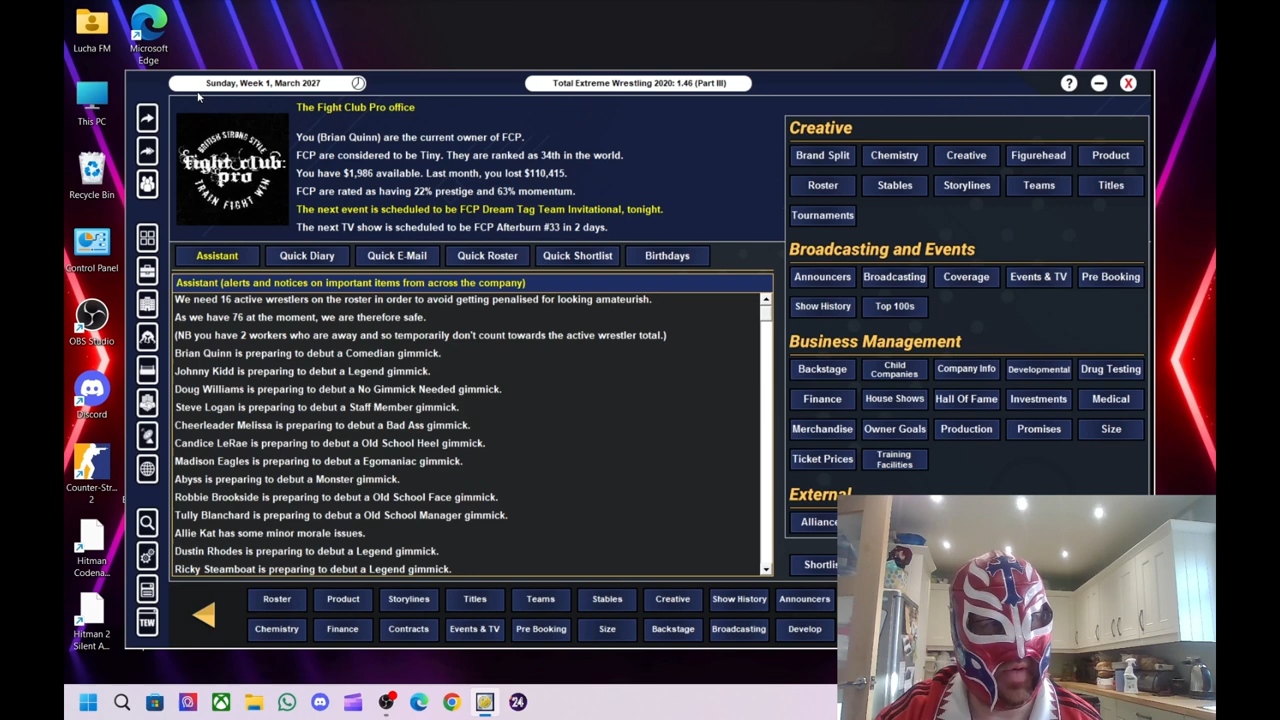 Lucha FM
Microsoft Edge
This PC
Recycle Bin
Control Panel
OBS Studio
Discord
Counter-Str... 2
Hitman Codena...
Hitman 2 Silent A...
Sunday, Week 1, March 2027
Total Extreme Wrestling 2020: 1.46 (Part III)
?
X
BRITISH STRONG STYLE
fight club: pro
TRAIN FIGHT WIN
The Fight Club Pro office
You (Brian Quinn) are the current owner of FCP.
FCP are considered to be Tiny. They are ranked as 34th in the world.
You have $1,986 available. Last month, you lost $110,415.
FCP are rated as having 22% prestige and 63% momentum.
The next event is scheduled to be FCP Dream Tag Team Invitational, tonight.
The next TV show is scheduled to be FCP Afterburn #33 in 2 days.
Assistant Quick Diary Quick E-Mail Quick Roster Quick Shortlist Birthdays
Assistant (alerts and notices on important items from across the company)
We need 16 active wrestlers on the roster in order to avoid getting penalised for looking amateurish.
As we have 76 at the moment, we are therefore safe.
(NB you have 2 workers who are away and so temporarily don't count towards the active wrestler total.)
Brian Quinn is preparing to debut a Comedian gimmick.
Johnny Kidd is preparing to debut a Legend gimmick.
Doug Williams is preparing to debut a No Gimmick Needed gimmick.
Steve Logan is preparing to debut a Staff Member gimmick.
Cheerleader Melissa is preparing to debut a Bad Ass gimmick.
Candice LeRae is preparing to debut a Old School Heel gimmick.
Madison Eagles is preparing to debut a Egomaniac gimmick.
Abyss is preparing to debut a Monster gimmick.
Robbie Brookside is preparing to debut a Old School Face gimmick.
Tully Blanchard is preparing to debut a Old School Manager gimmick.
Allie Kat has some minor morale issues.
Dustin Rhodes is preparing to debut a Legend gimmick.
Ricky Steamboat is preparing to debut a Legend gimmick.
Creative
Brand Split Chemistry Creative Figurehead Product
Roster Stables Storylines Teams Titles
Tournaments
Broadcasting and Events
Announcers Broadcasting Coverage Events & TV Pre Booking
Show History Top 100s
Business Management
Backstage Child Companies Company Info Developmental Drug Testing
Finance House Shows Hall Of Fame Investments Medical
Merchandise Owner Goals Production Promises Size
Ticket Prices Training Facilities
External
Allianc
Shortlis
Roster Product Storylines Titles Teams Stables Creative Show History Announcers
Chemistry Finance Contracts Events & TV Pre Booking Size Backstage Broadcasting Develop
TEW
24